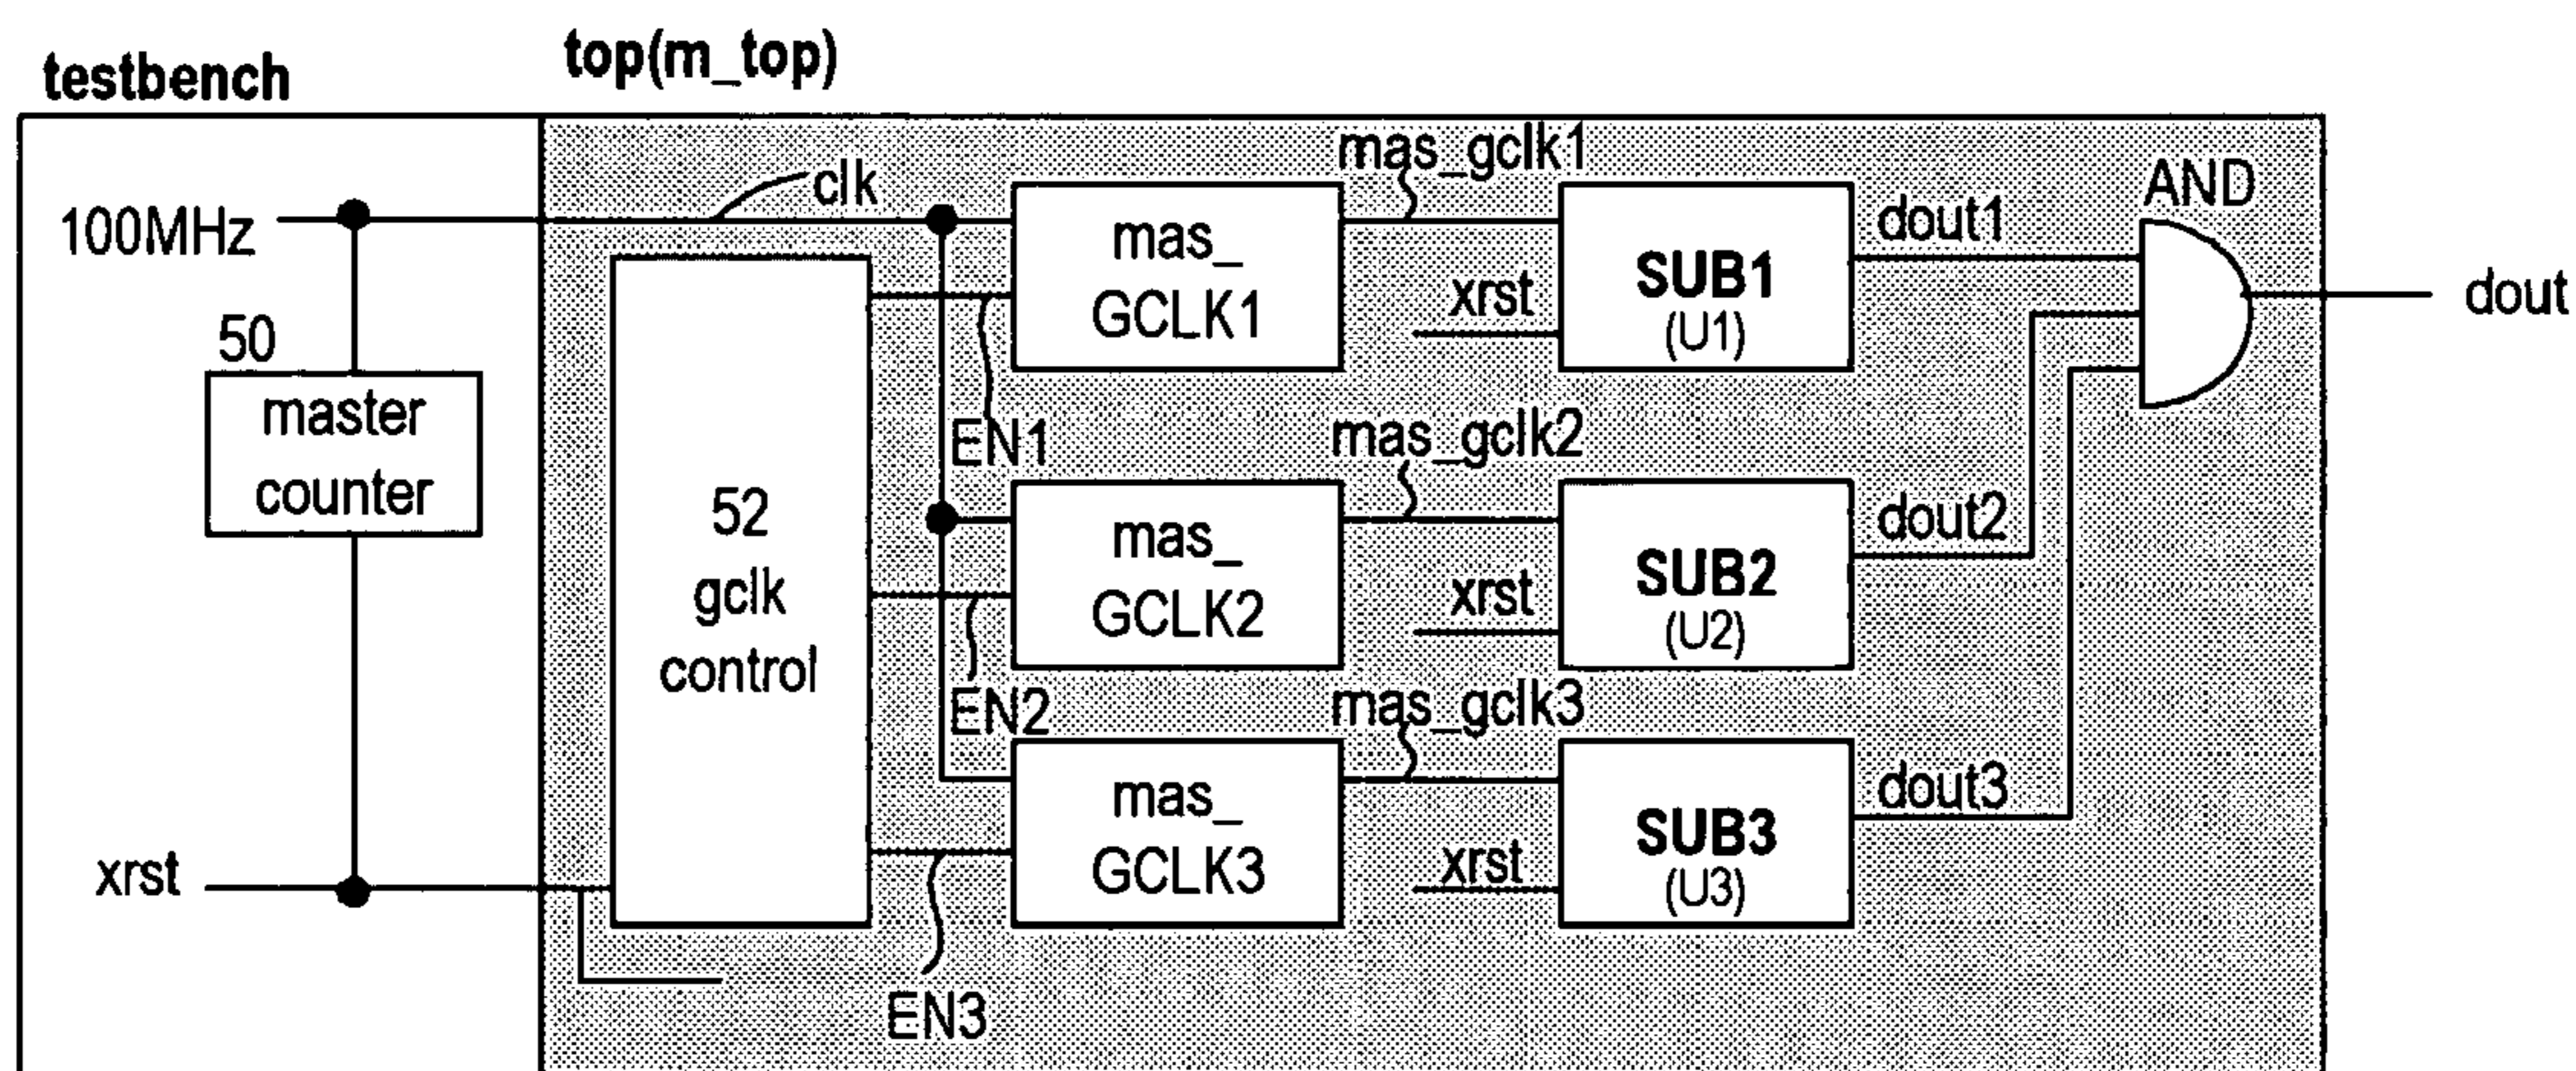 testbench
top(m_top)
100MHz
50
master
counter
xrst
clk
52
gclk
control
EN1
EN2
EN3
mas_
GCLK1
mas_
GCLK2
mas_
GCLK3
mas_gclk1
mas_gclk2
mas_gclk3
xrst
SUB1
(U1)
xrst
SUB2
(U2)
xrst
SUB3
(U3)
dout1
dout2
dout3
AND
dout